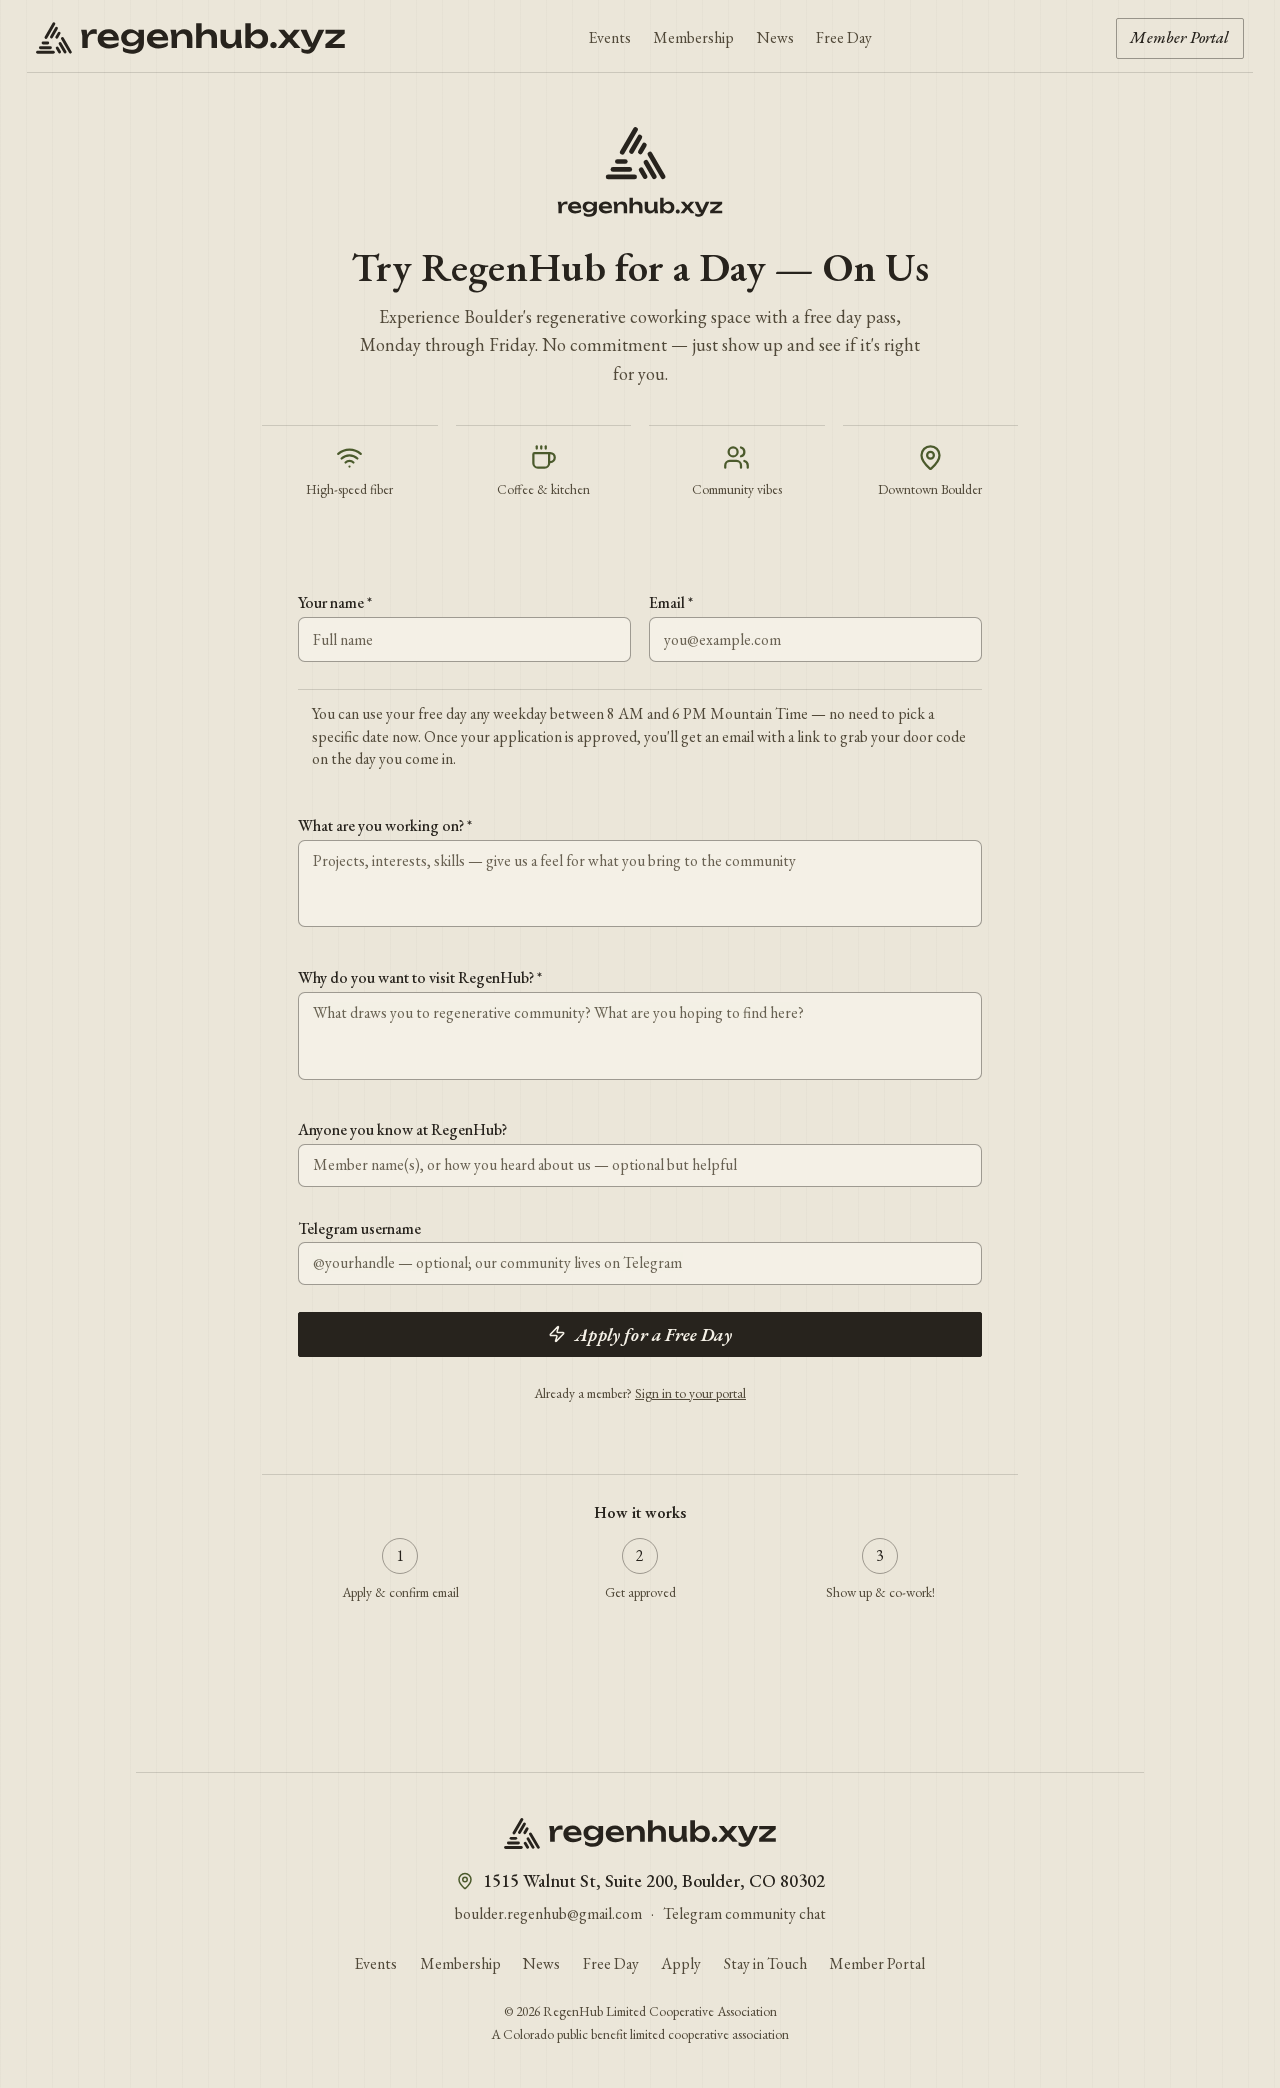 regenhub.xyz
Events Membership News Free Day
Member Portal
regenhub.xyz
Try RegenHub for a Day — On Us
Experience Boulder's regenerative coworking space with a free day pass,
Monday through Friday. No commitment — just show up and see if it's right
for you.
High-speed fiber
Coffee & kitchen
Community vibes
Downtown Boulder
Your name *
Email *
Full name
you@example.com
You can use your free day any weekday between 8 AM and 6 PM Mountain Time — no need to pick a
specific date now. Once your application is approved, you'll get an email with a link to grab your door code
on the day you come in.
What are you working on? *
Projects, interests, skills — give us a feel for what you bring to the community
Why do you want to visit RegenHub? *
What draws you to regenerative community? What are you hoping to find here?
Anyone you know at RegenHub?
Member name(s), or how you heard about us — optional but helpful
Telegram username
@yourhandle — optional; our community lives on Telegram
Apply for a Free Day
Already a member? Sign in to your portal
How it works
1
2
3
Apply & confirm email
Get approved
Show up & co-work!
regenhub.xyz
1515 Walnut St, Suite 200, Boulder, CO 80302
boulder.regenhub@gmail.com · Telegram community chat
Events Membership News Free Day Apply Stay in Touch Member Portal
© 2026 RegenHub Limited Cooperative Association
A Colorado public benefit limited cooperative association